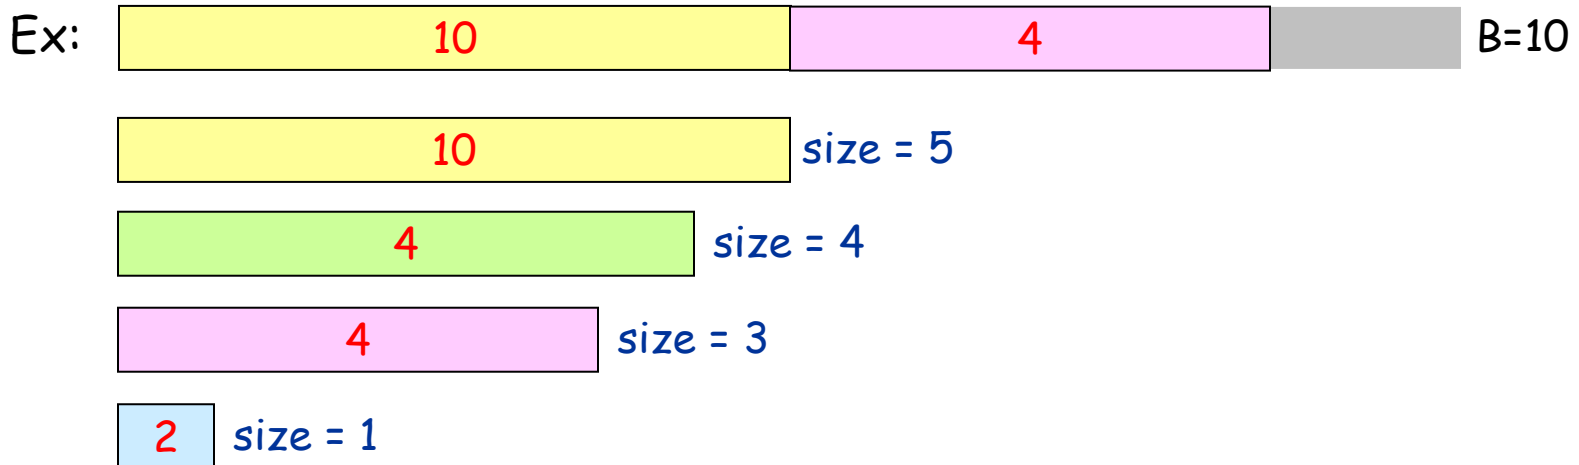 Ex: 10 4 B=10
10 size = 5
4 size = 4
4 size = 3
2 size = 1